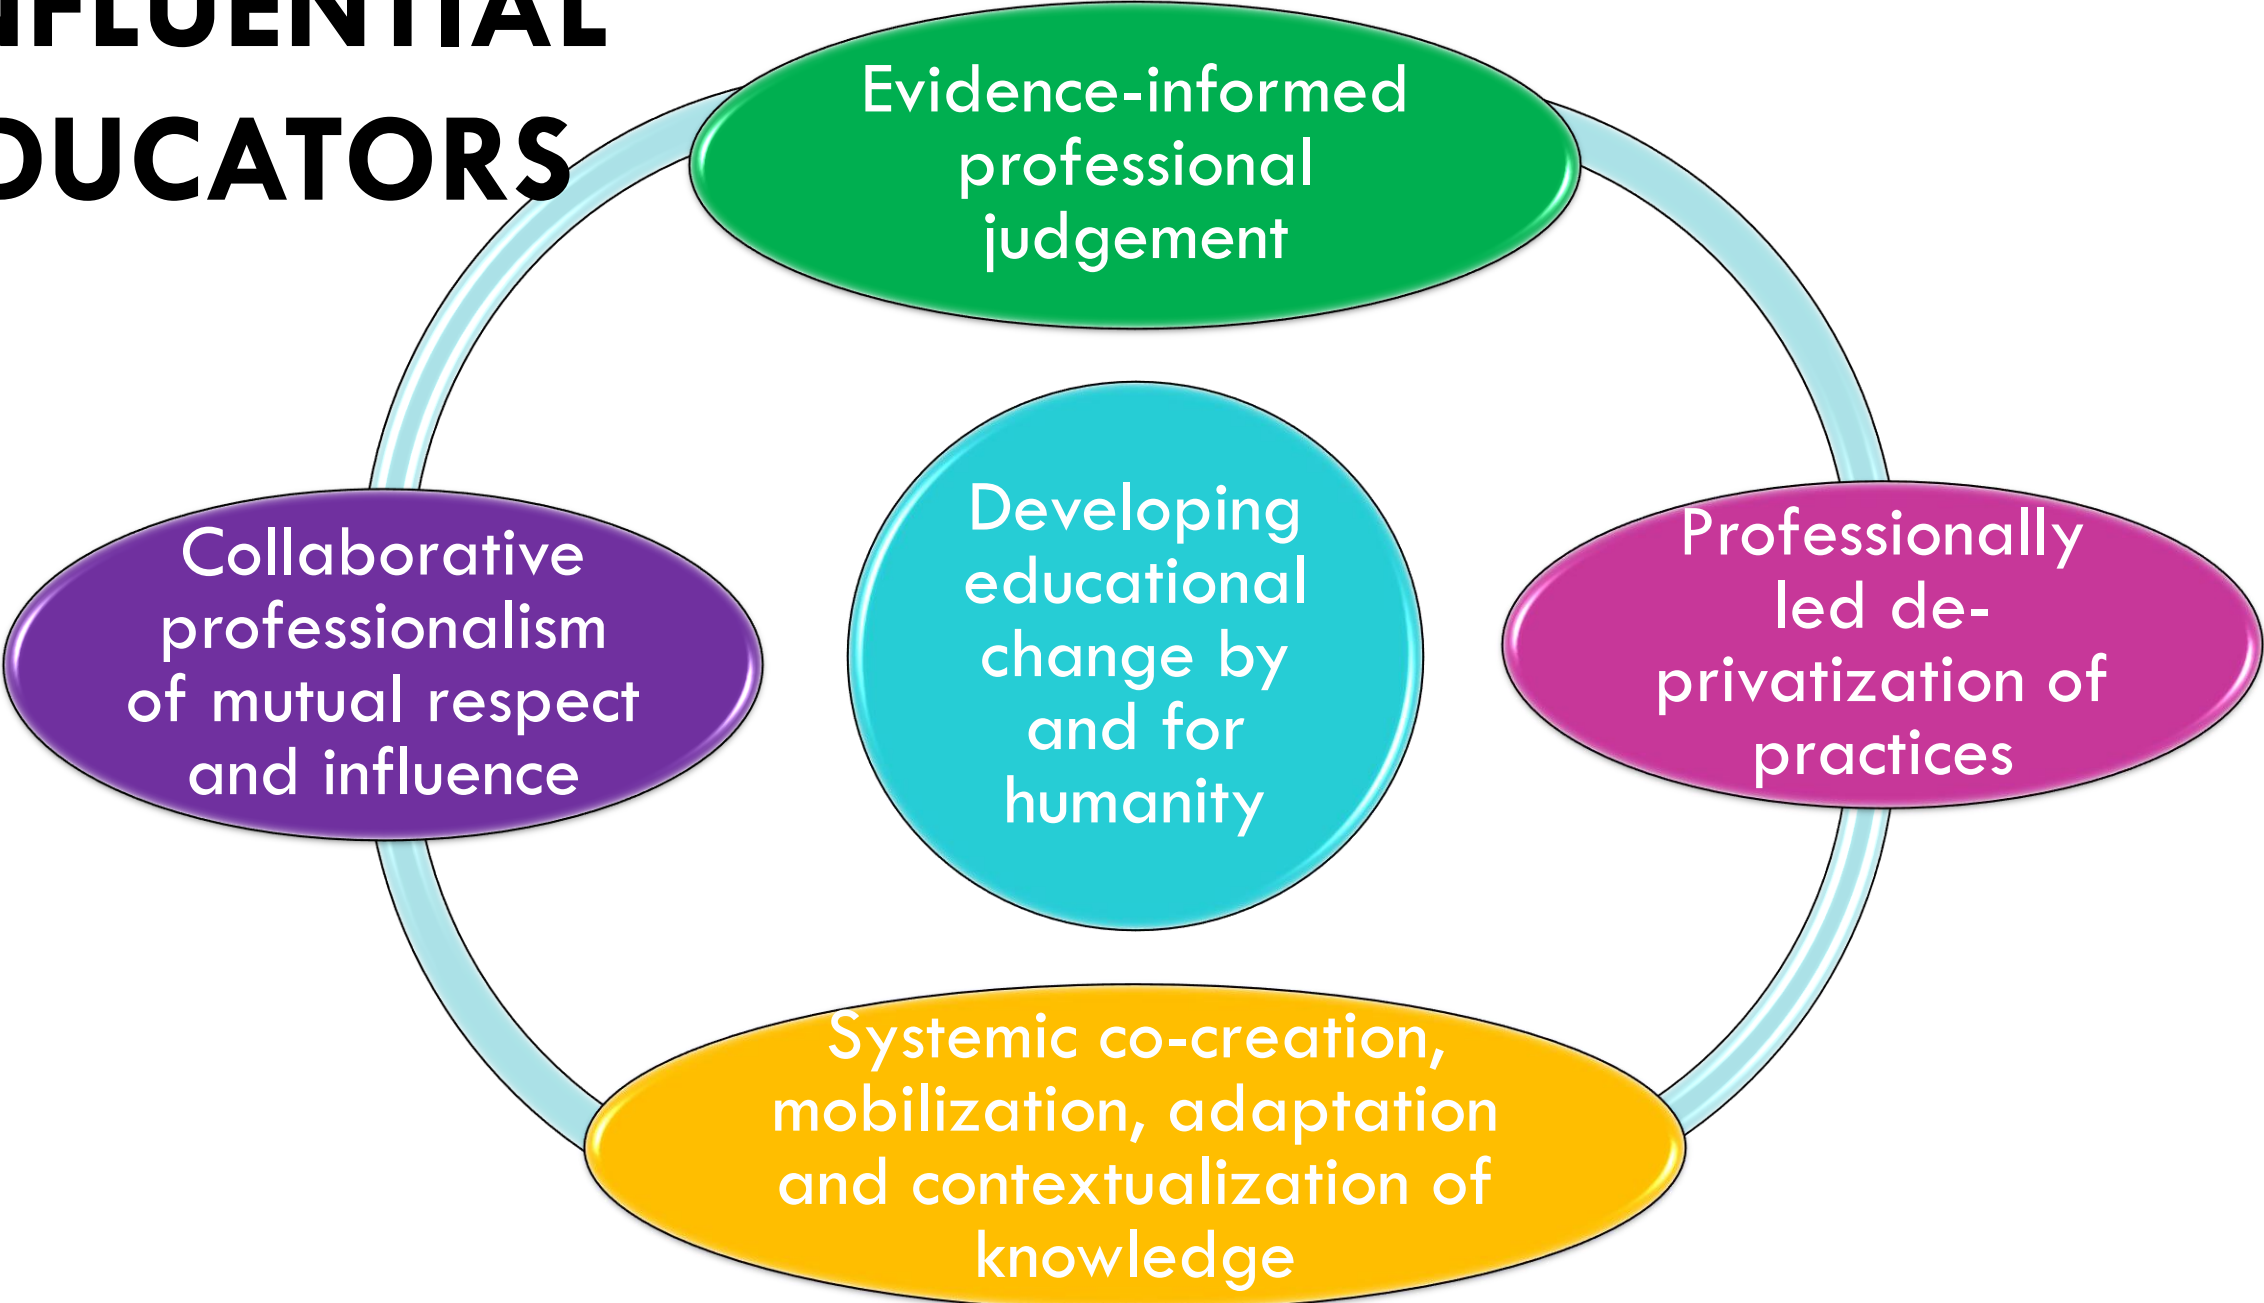 NFLUENTIAL
DUCATORS
Evidence-informed
professional
judgement
Developing
educational
change by
and for
humanity
Professionally
led de-
privatization of
practices
Systemic co-creation,
mobilization, adaptation
and contextualization of
knowledge
Collaborative
professionalism
of mutual respect
and influence